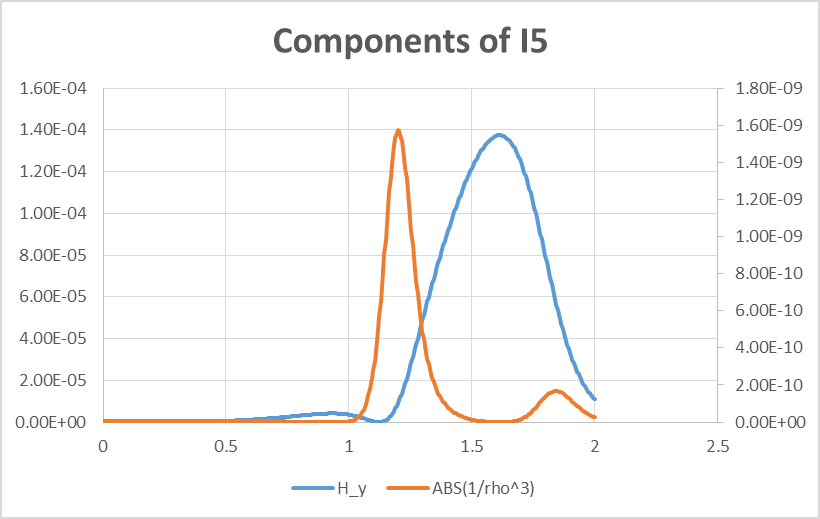 Components of I5
1.60E-04
1.80E-09
1.40E-04
1.60E-09
1.20E-04
1.40E-09
1.00E-04
1.20E-09
8.00E-05
1.00E-09
6.00E-05
8.00E-10
4.00E-05
6.00E-10
2.00E-05
4.00E-10
0.00E+00
2.00E-10
0.00E+00
0 0.5 1 1.5 2 2.5
H_y ABS(1/rho^3)